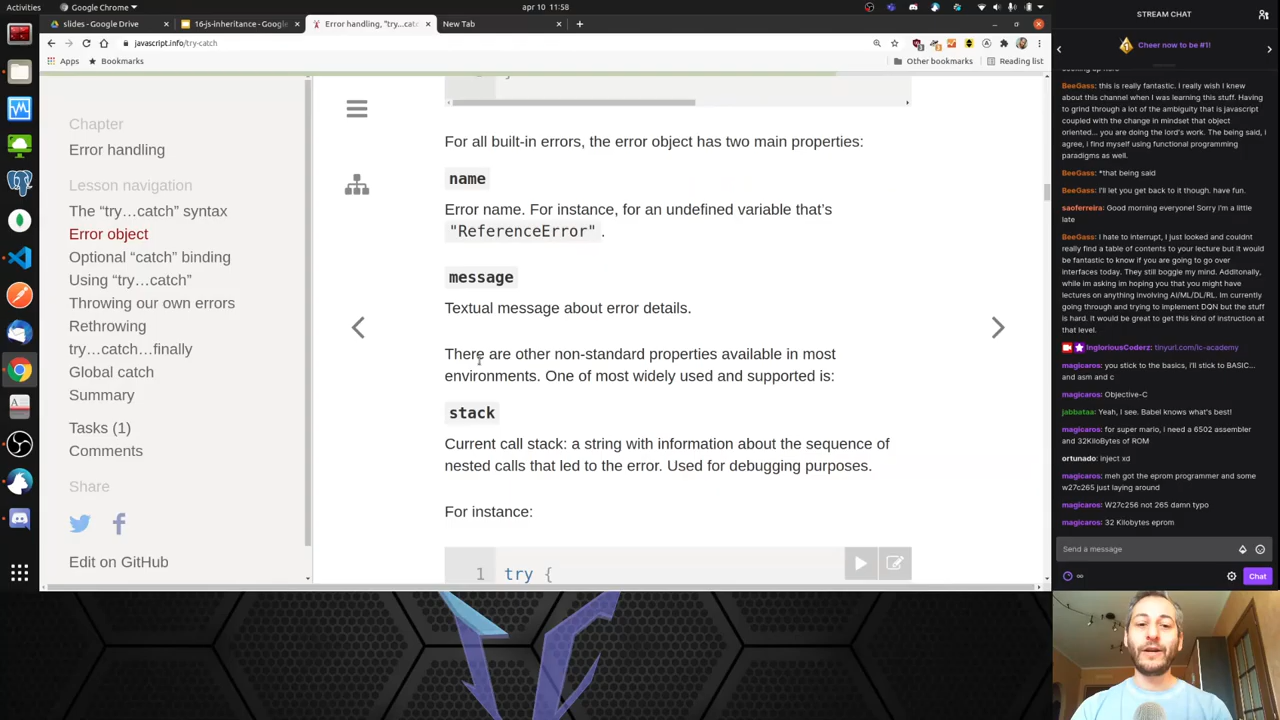 Activities
Google Chrome
apr 11 10:58
slides - Google Drive
16-js-inheritance - Google
Error handling, "try...catc
New Tab
javascript.info/try-catch
Apps
Bookmarks
Other bookmarks
Reading list
Chapter
Error handling
Lesson navigation
The “try…catch” syntax
Error object
Optional “catch” binding
Using “try…catch”
Throwing our own errors
Rethrowing
try…catch…finally
Global catch
Summary
Tasks (1)
Comments
Share
Edit on GitHub
For all built-in errors, the error object has two main properties:
name
Error name. For instance, for an undefined variable that’s
"ReferenceError" .
message
Textual message about error details.
There are other non-standard properties available in most
environments. One of most widely used and supported is:
stack
Current call stack: a string with information about the sequence of
nested calls that led to the error. Used for debugging purposes.
For instance:
1 try {
STREAM CHAT
Cheer now to be #1!
BeeGass: this is really fantastic. I really wish I knew
about this channel when I was learning this stuff. Having
to grind through a lot of the ambiguity that is javascript
coupled with the change in mindset that object
oriented... you are doing the lord's work. The being said, i
agree, i find myself using functional programming
paradigms as well.
BeeGass: *that being said
BeeGass: I'll let you get back to it though. have fun.
saoferreira: Good morning everyone! Sorry i'm a little
late
BeeGass: I hate to interrupt, I just looked and couldnt
really find a table of contents to your lecture but it would
be fantastic to know if you are going to go over
interfaces today. They still boggle my mind. Additonally,
while im asking im hoping you that you might have
lectures on anything involving AI/ML/DL/RL. Im currently
going through and trying to implement DQN but the stuff
is hard. It would be great to get this kind of instruction at
that level.
IngloriousCoderz: tinyurl.com/ic-academy
magicaros: you stick to the basics, i'll stick to BASIC...
and asm and c
magicaros: Objective-C
jabbataa: Yeah, I see. Babel knows what's best!
magicaros: for super mario, i need a 6502 assembler
and 32KiloBytes of ROM
ortunado: inject xd
magicaros: meh got the eprom programmer and some
w27c265 just laying around
magicaros: W27c256 not 265 damn typo
magicaros: 32 Kilobytes eprom
Send a message
Chat